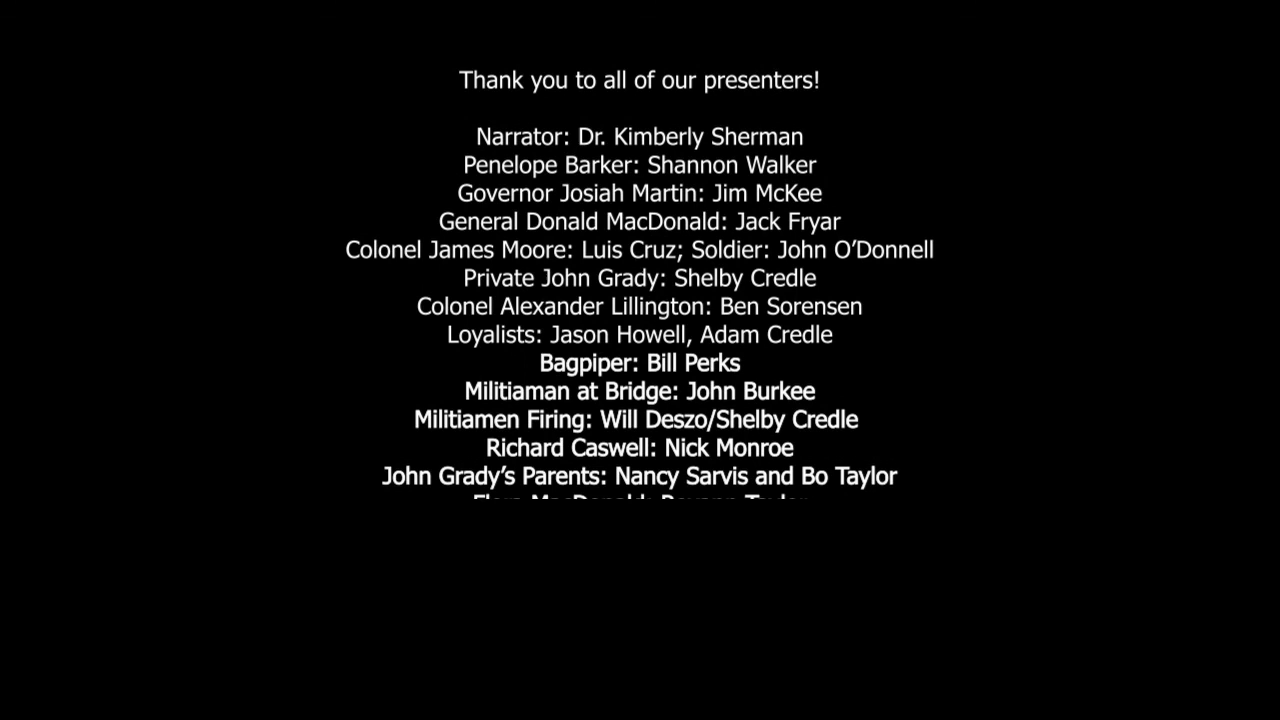 Thank you to all of our presenters!
Narrator: Dr. Kimberly Sherman
Penelope Barker: Shannon Walker
Governor Josiah Martin: Jim McKee
General Donald MacDonald: Jack Fryar
Colonel James Moore: Luis Cruz; Soldier: John O’Donnell
Private John Grady: Shelby Credle
Colonel Alexander Lillington: Ben Sorensen
Loyalists: Jason Howell, Adam Credle
Bagpiper: Bill Perks
Militiaman at Bridge: John Burkee
Militiamen Firing: Will Deszo/Shelby Credle
Richard Caswell: Nick Monroe
John Grady’s Parents: Nancy Sarvis and Bo Taylor